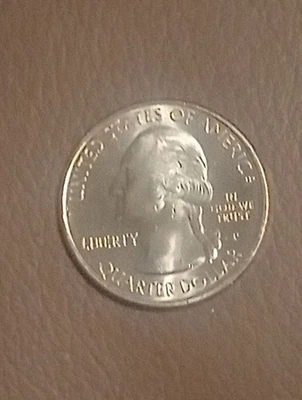 UNITED STATES OF AMERICA
LIBERTY
IN
GOD WE
TRUST
QUARTER DOLLAR